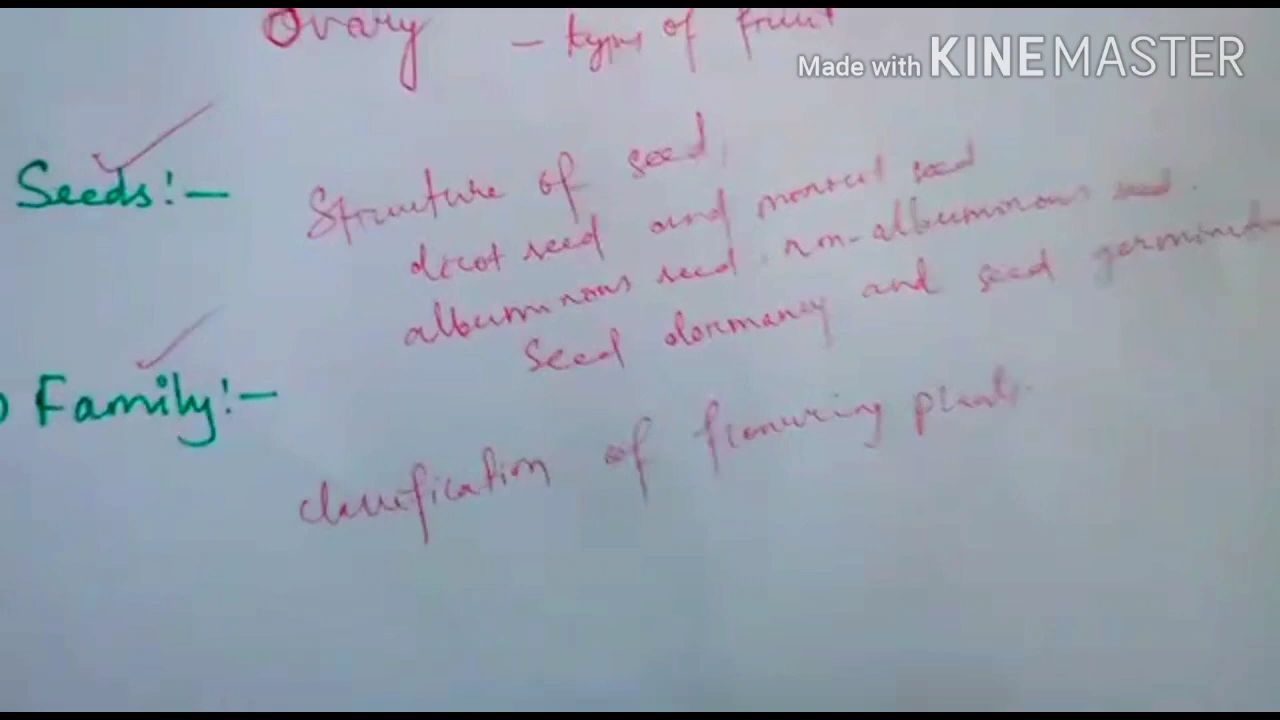 Ovary - types of fruit
Made with KINEMASTER
Seeds:-
Structure of seed,
dicot seed and monocot seed
albuminous seed, non-albuminous seed.
seed dormancy and seed germinat
Family:-
classification of flowering plants.